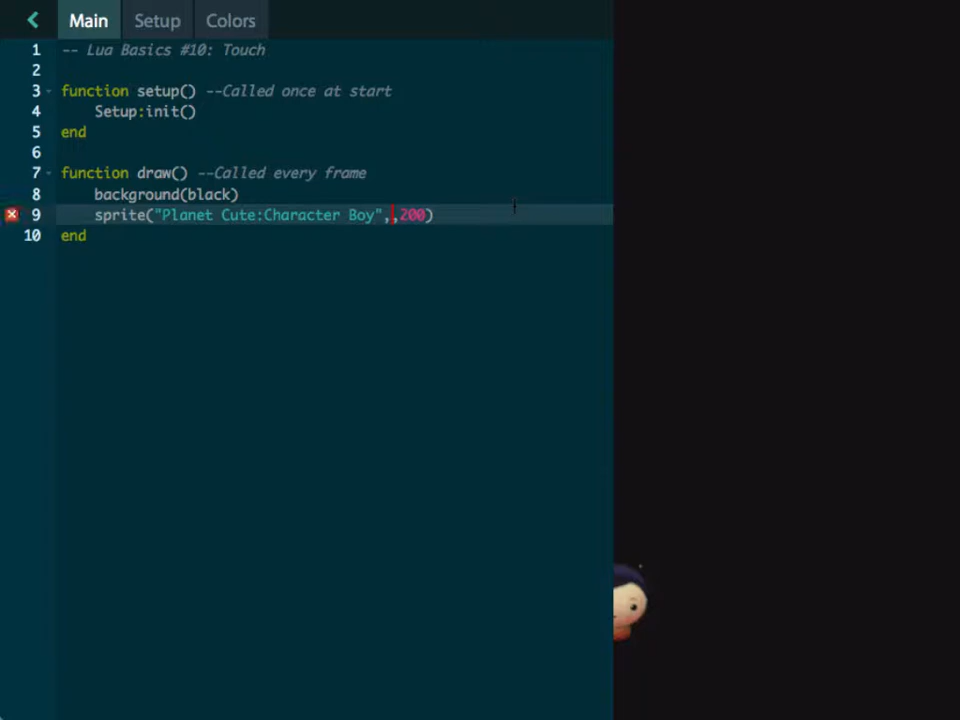 Main Setup Colors
1 -- Lua Basics #10: Touch
2
3 function setup() --Called once at start
4 Setup:init()
5 end
6
7 function draw() --Called every frame
8 background(black)
9 sprite("Planet Cute:Character Boy",,200)
10 end